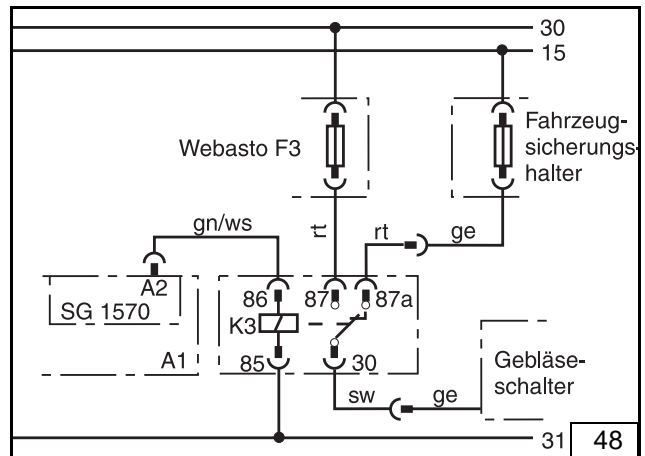 30
15
Webasto F3
Fahrzeug-
sicherungs-
halter
gn/ws
rt
rt
ge
A2
SG 1570
A1
86
87
87a
K3
85
30
sw
ge
Gebläse-
schalter
31
48